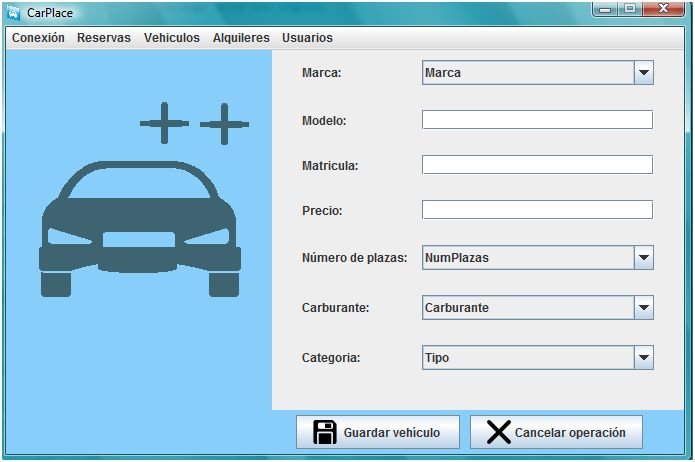 CarPlace
Conexión Reservas Vehiculos Alquileres Usuarios
Marca: Marca
Modelo:
Matricula:
Precio:
Número de plazas: NumPlazas
Carburante: Carburante
Categoria: Tipo
Guardar vehículo Cancelar operación